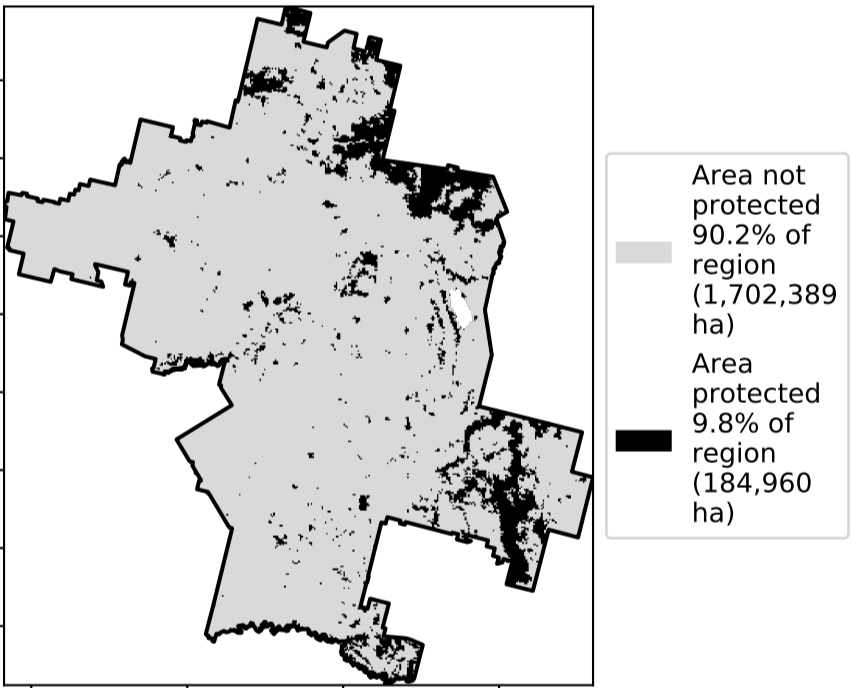 Area not
protected
90.2% of
region
(1,702,389
ha)
Area
protected
9.8% of
region
(184,960
ha)